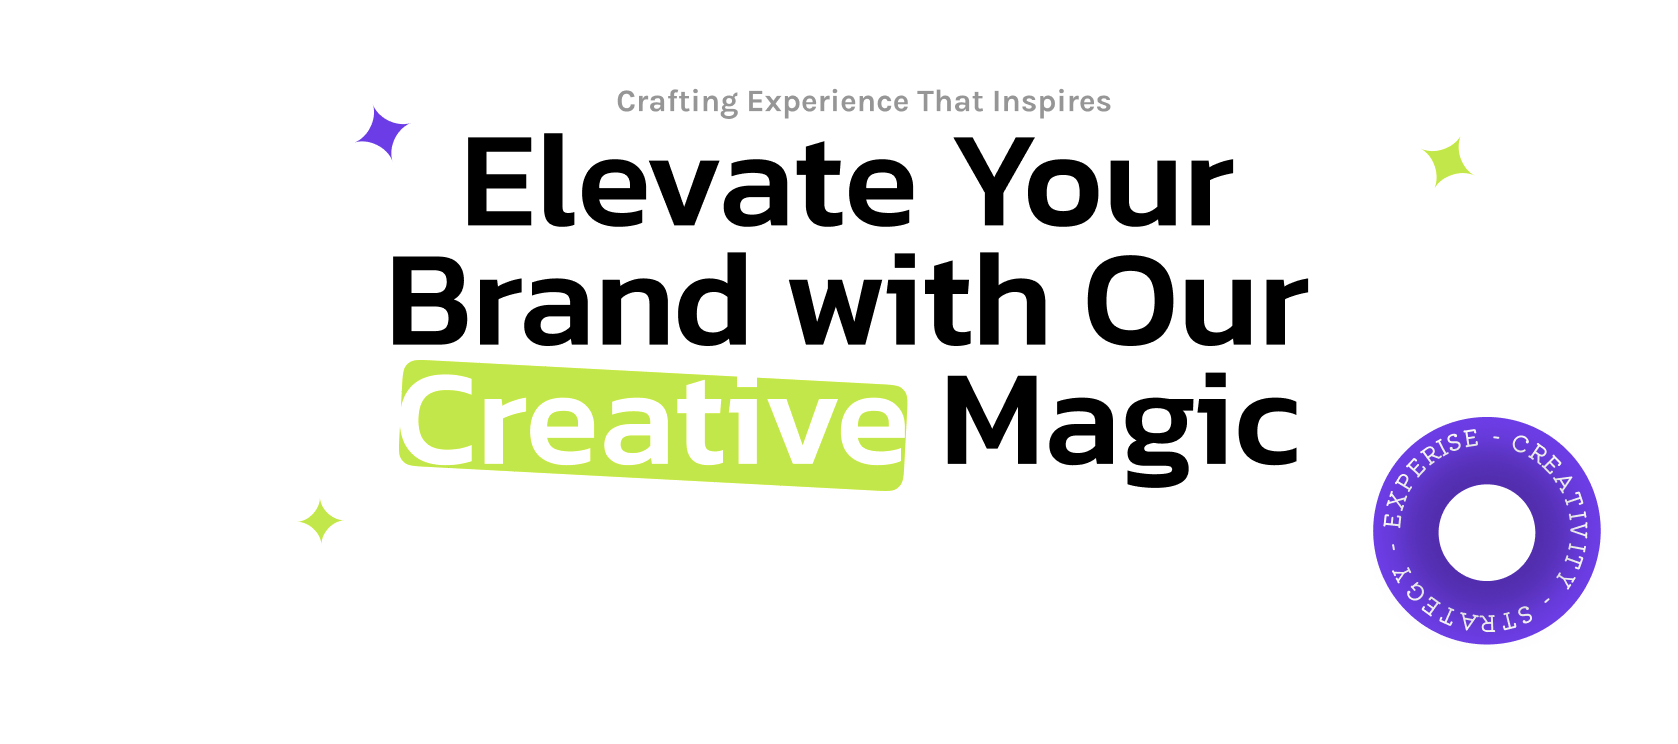 Crafting Experience That Inspires
Elevate Your
Brand with Our
Creative Magic
EXPERISE - CREATIVITY - STRATEGY -